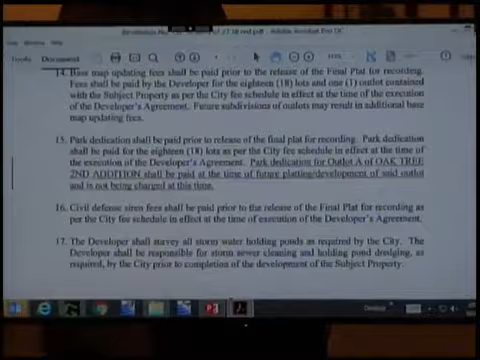 Adobe Acrobat Pro DC
Tools Document
14. Base map updating fees shall be paid prior to the release of the Final Plat for recording.
Fees shall be paid by the Developer for the eighteen (18) lots and one (1) outlot contained
with the Subject Property as per the City fee schedule in effect at the time of the execution
of the Developer's Agreement. Future subdivisions of outlots may result in additional base
map updating fees.
15. Park dedication shall be paid prior to release of the final plat for recording. Park dedication
shall be paid for the eighteen (18) lots as per the City fee schedule in effect at the time of
the execution of the Developer's Agreement. Park dedication for Outlot A of OAK TREE
2ND ADDITION shall be paid at the time of future platting/development of said outlot
and is not being charged at this time.
16. Civil defense siren fees shall be paid prior to the release of the Final Plat for recording as
per the City fee schedule in effect at the time of execution of the Developer's Agreement.
17. The Developer shall survey all storm water holding ponds as required by the City. The
Developer shall be responsible for storm sewer cleaning and holding pond dredging, as
required, by the City prior to completion of the development of the Subject Property.
Desktop